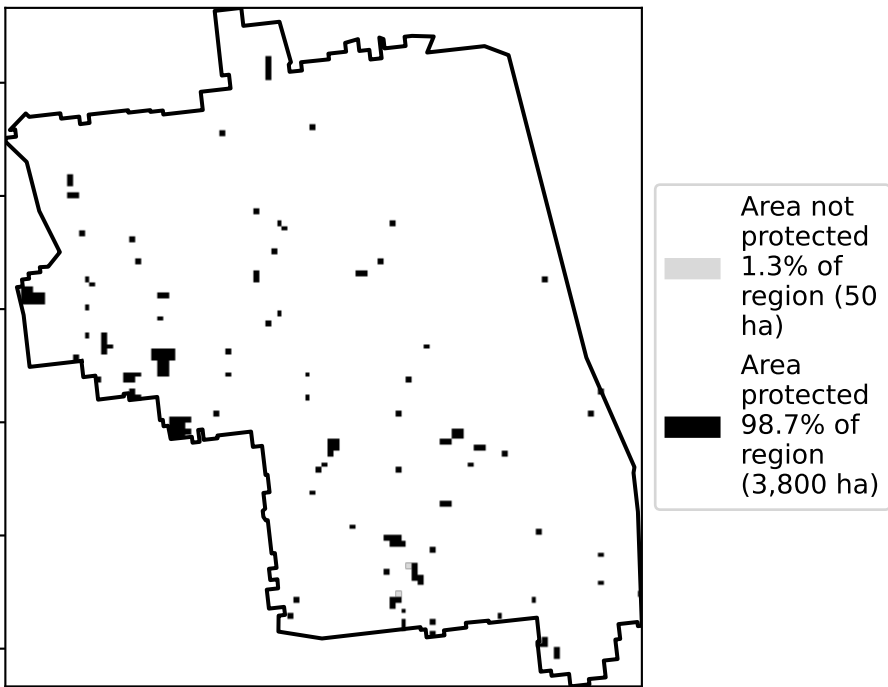 Area not
protected
1.3% of
region (50
ha)
Area
protected
98.7% of
region
(3,800 ha)